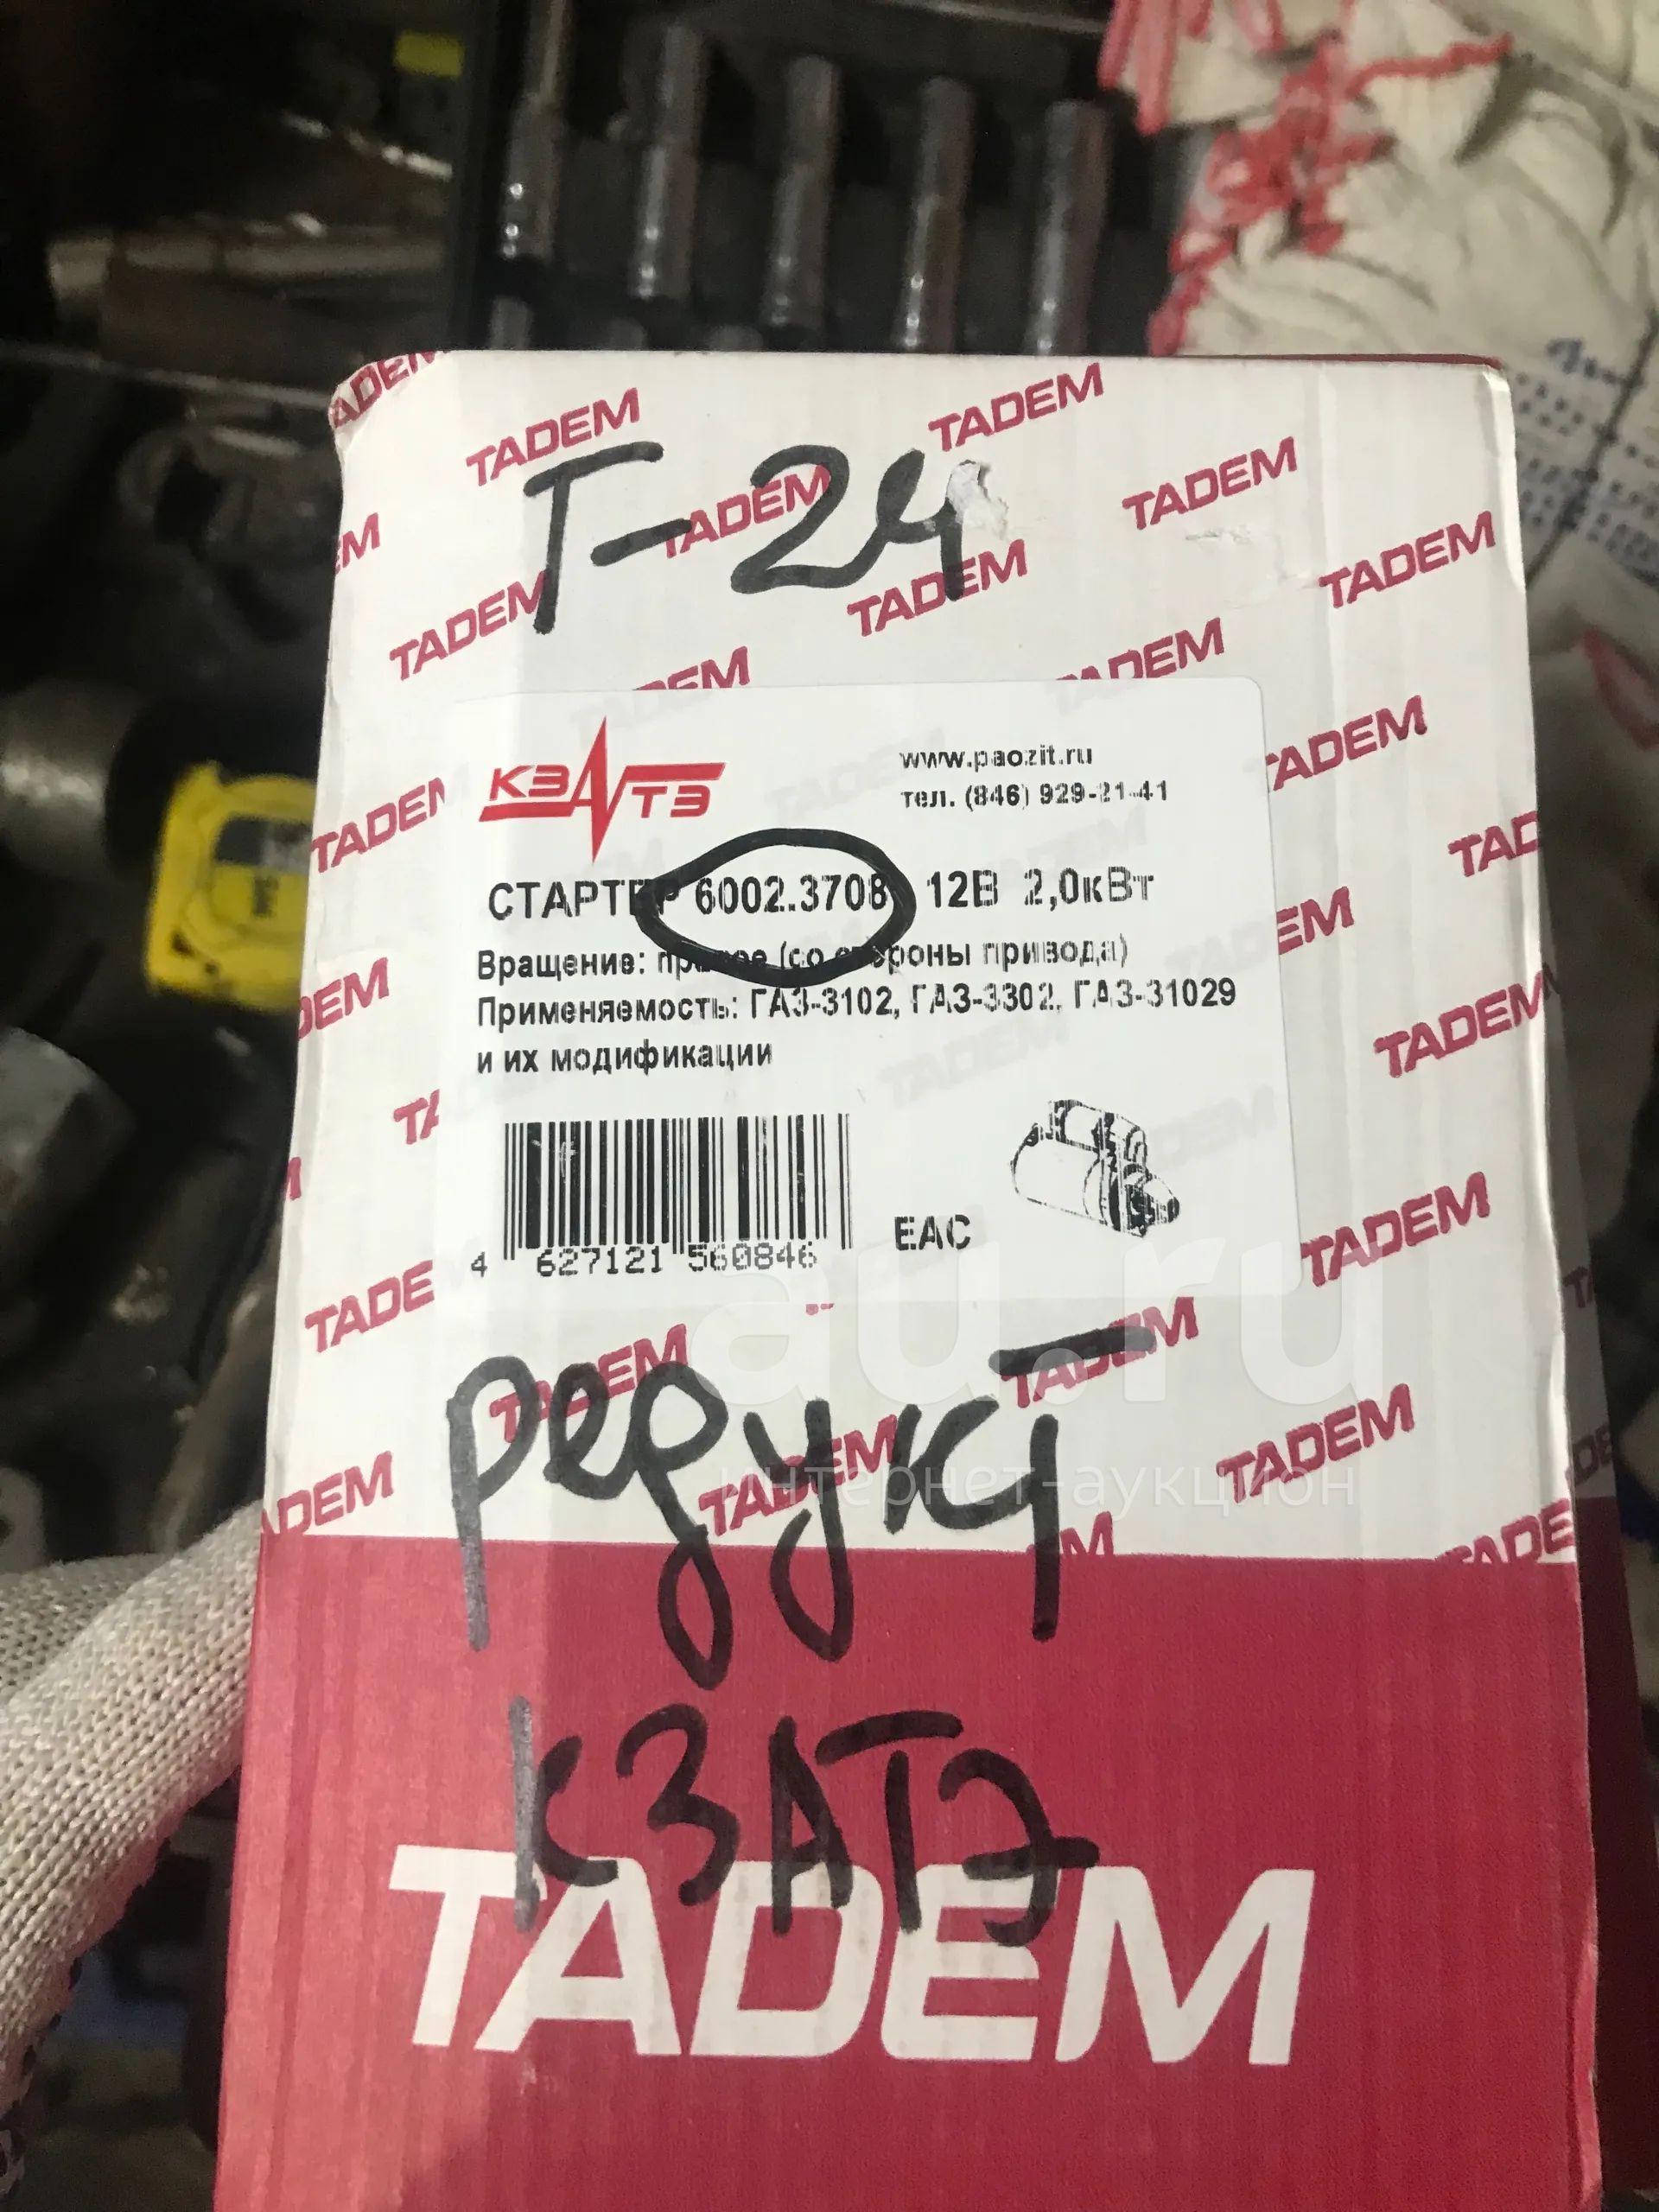 TADEM
Г-24
КЗАТЭ
www.paozit.ru
тел. (846) 929-21-41
СТАРТЕР 6002.3708 12В 2,0кВт
Вращение: правое (со стороны привода)
Применяемость: ГАЗ-3102, ГАЗ-3302, ГАЗ-31029
и их модификации
4 627121 560846
EAC
au.ru
интернет-аукцион
Редукт
КЗАТЭ
TADEM